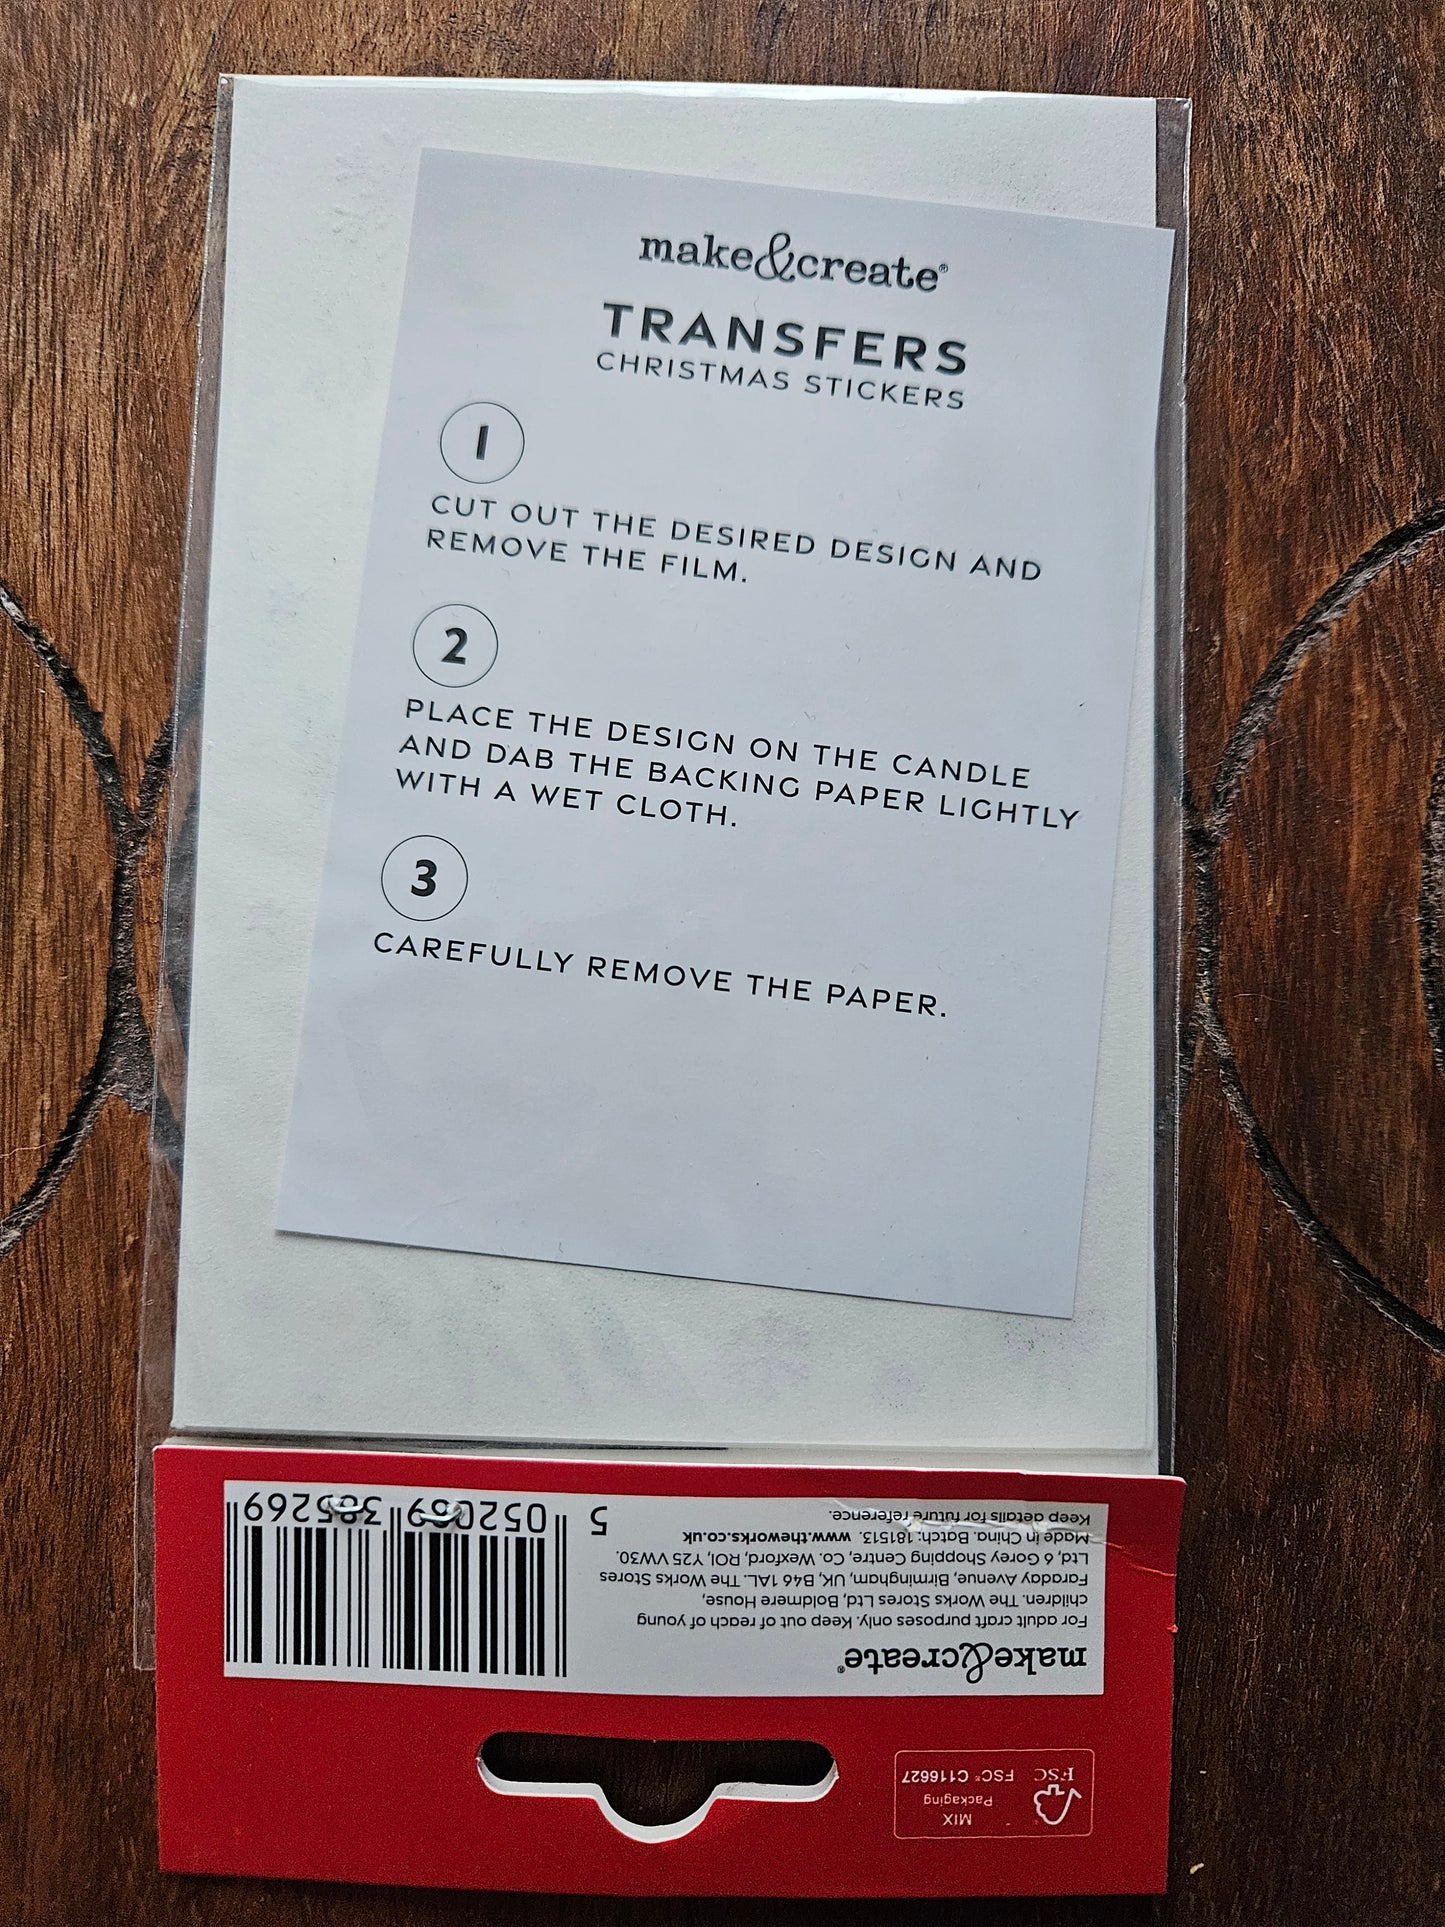 make&create®
TRANSFERS
CHRISTMAS STICKERS
1
CUT OUT THE DESIRED DESIGN AND
REMOVE THE FILM.
2
PLACE THE DESIGN ON THE CANDLE
AND DAB THE BACKING PAPER LIGHTLY
WITH A WET CLOTH.
3
CAREFULLY REMOVE THE PAPER.
make&create®
For adult craft purposes only. Keep out of reach of young
children. The Works Stores Ltd, Boldmere House,
Faraday Avenue, Birmingham, UK, B46 1AL. The Works Stores
Ltd, 6 Gorey Shopping Centre, Co. Wexford, ROI, Y25 VW30.
Made in China. Batch: 181513. www.theworks.co.uk
Keep details for future reference.
5 052089 385269
MIX
Packaging
FSC
FSC® C116627